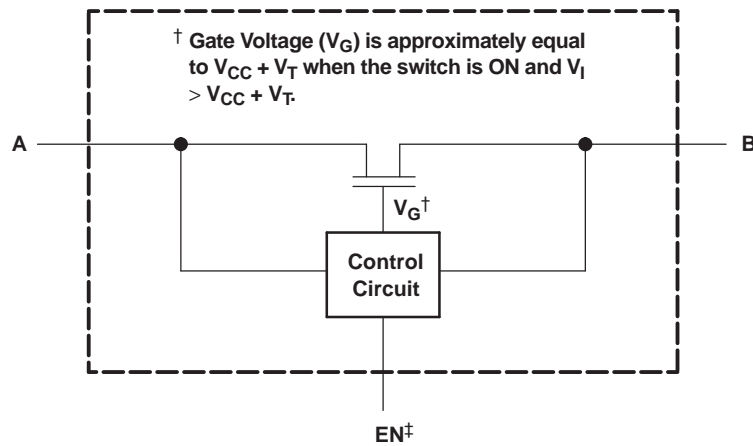 † Gate Voltage (VG) is approximately equal
to VCC + VT when the switch is ON and VI
> VCC + VT.
A
B
VG†
Control
Circuit
EN‡